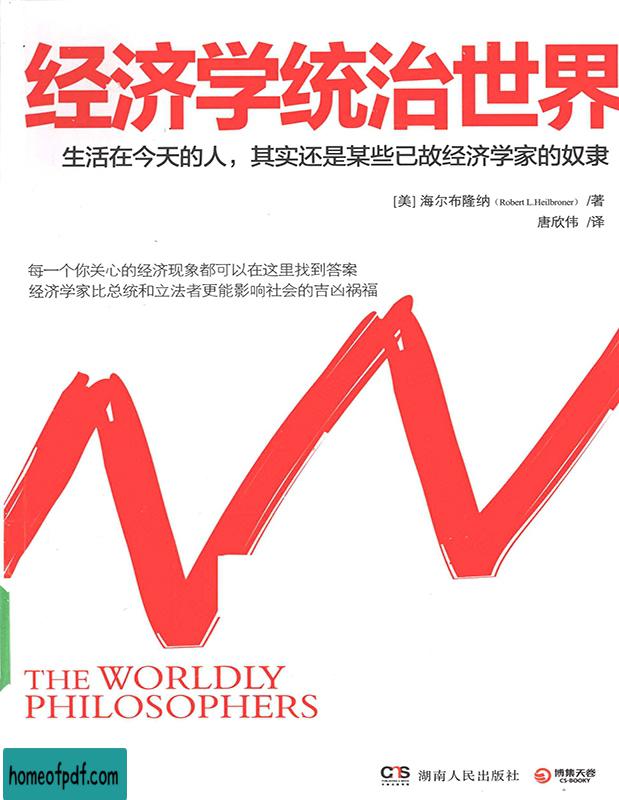 经济学统治世界
生活在今天的人，其实还是某些已故经济学家的奴隶
[美] 海尔布隆纳（Robert L.Heilbroner）/著
唐欣伟 /译
每一个你关心的经济现象都可以在这里找到答案
经济学家比总统和立法者更能影响社会的吉凶祸福
THE WORLDLY
PHILOSOPHERS
湖南人民出版社
博集天卷
CS-BOOKY
homeofpdf.com